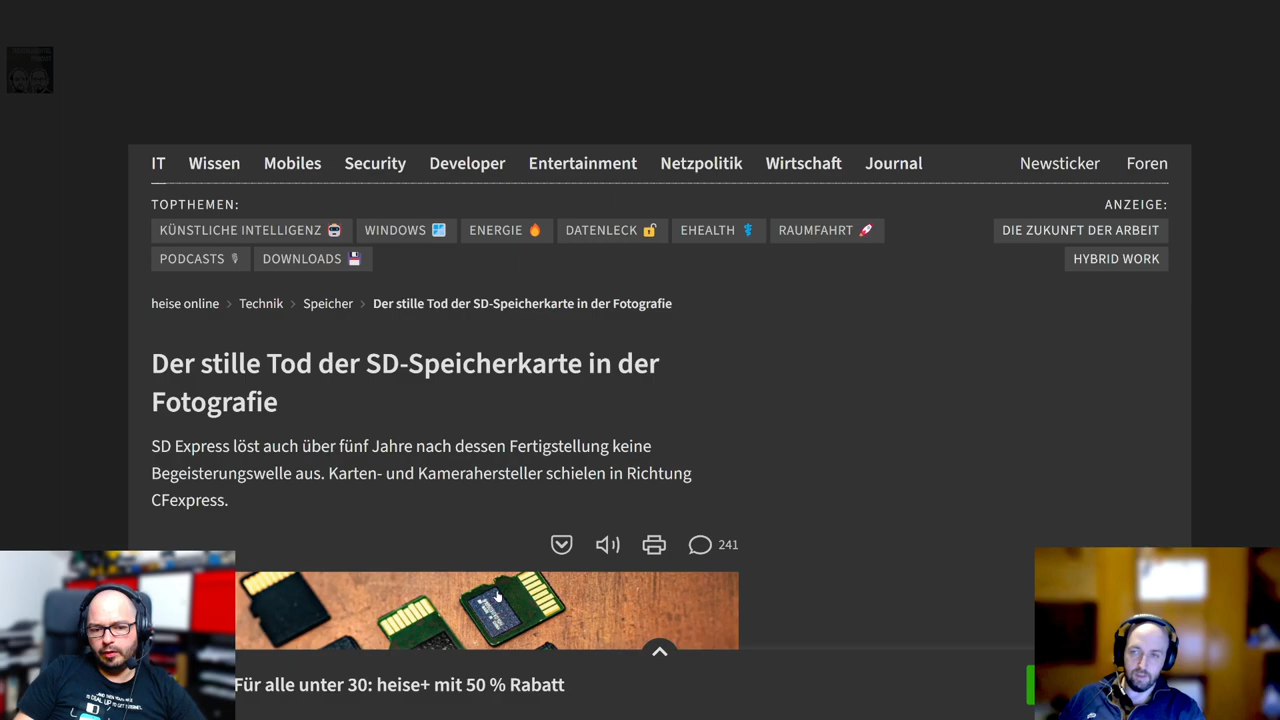 IT Wissen Mobiles Security Developer Entertainment Netzpolitik Wirtschaft Journal Newsticker Foren
TOPTHEMEN: ANZEIGE:
KÜNSTLICHE INTELLIGENZ WINDOWS ENERGIE DATENLECK EHEALTH RAUMFAHRT DIE ZUKUNFT DER ARBEIT
PODCASTS DOWNLOADS HYBRID WORK
heise online > Technik > Speicher > Der stille Tod der SD-Speicherkarte in der Fotografie
Der stille Tod der SD-Speicherkarte in der
Fotografie
SD Express löst auch über fünf Jahre nach dessen Fertigstellung keine
Begeisterungswelle aus. Karten- und Kamerahersteller schielen in Richtung
CFexpress.
241
Für alle unter 30: heise+ mit 50 % Rabatt